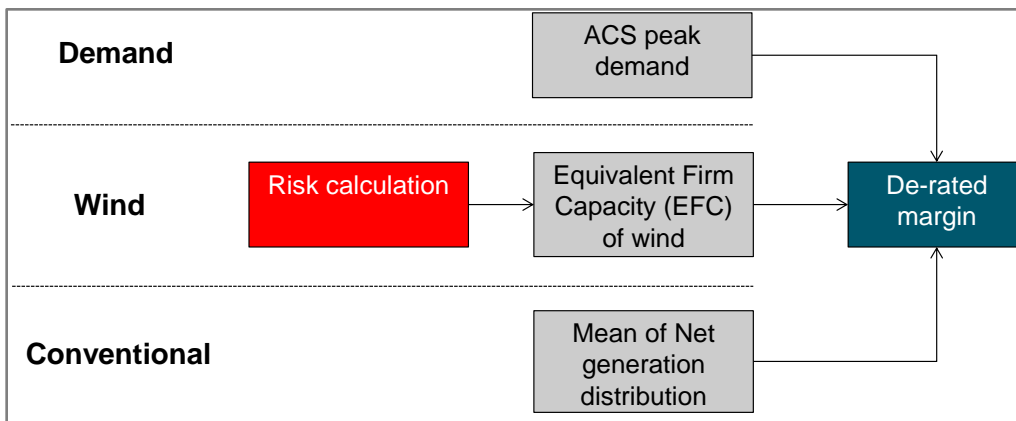 Demand
ACS peak
demand
Wind
Risk calculation
Equivalent Firm
Capacity (EFC)
of wind
De-rated
margin
Conventional
Mean of Net
generation
distribution